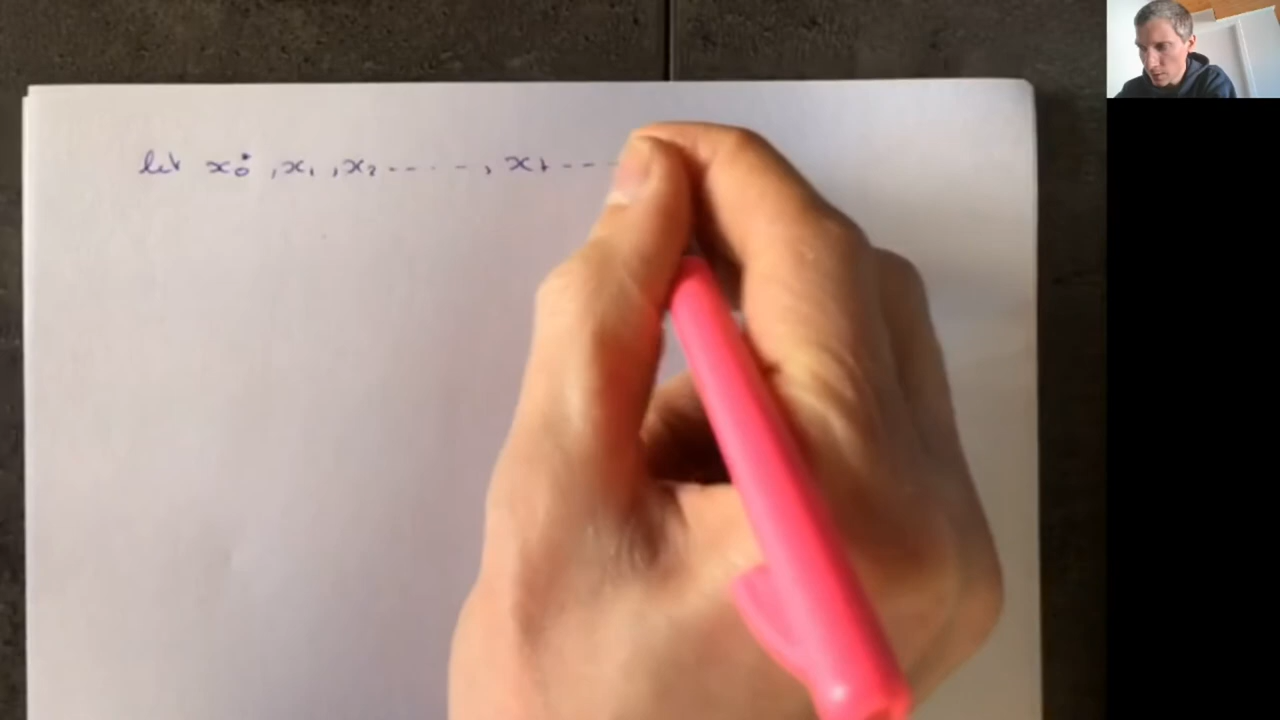 let x₀, x₁, x₂ - - - - -, xₜ - - -